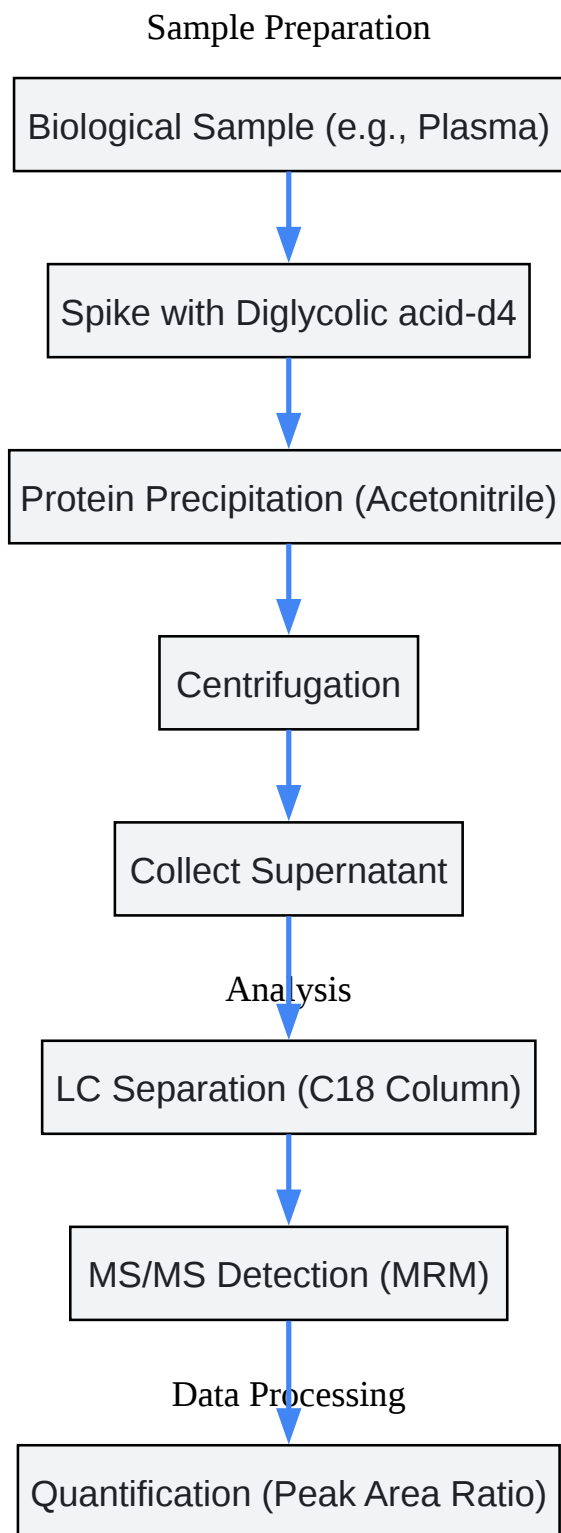 Sample Preparation
Biological Sample (e.g., Plasma)
Spike with Diglycolic acid-d4
Protein Precipitation (Acetonitrile)
Centrifugation
Collect Supernatant
Analysis
LC Separation (C18 Column)
MS/MS Detection (MRM)
Data Processing
Quantification (Peak Area Ratio)